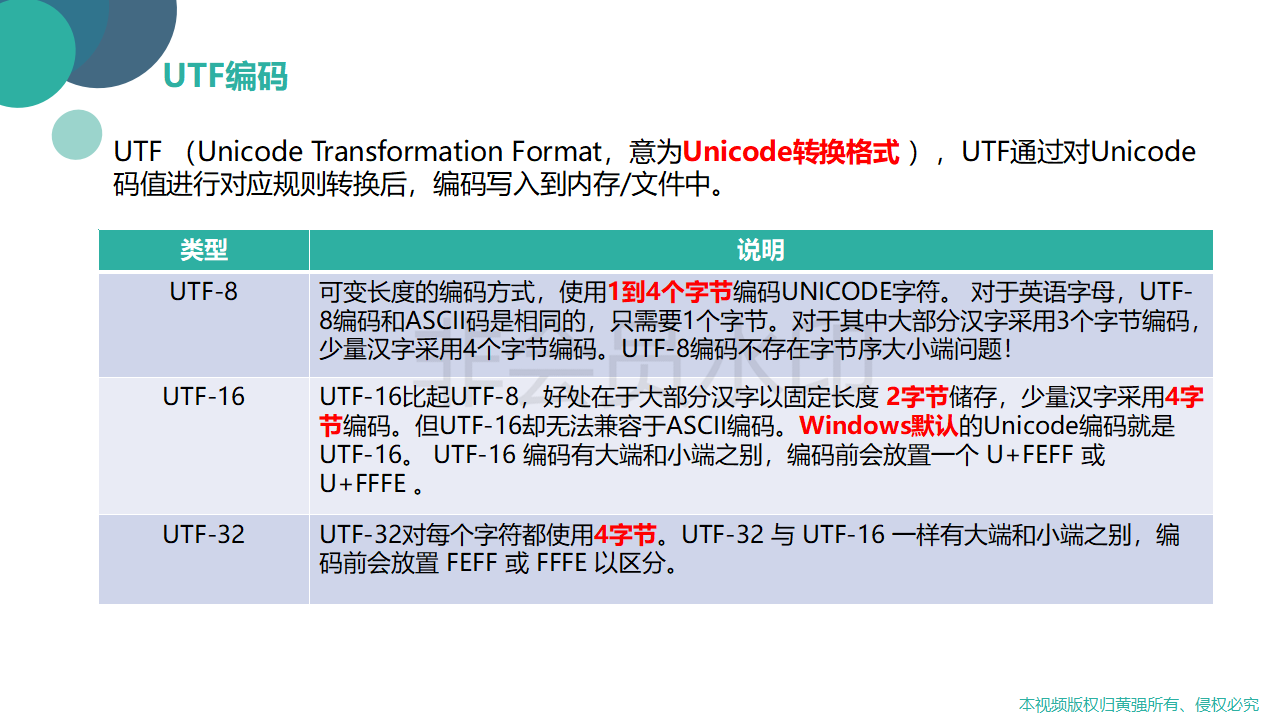 UTF编码
UTF （Unicode Transformation Format，意为Unicode转换格式 ），UTF通过对Unicode
码值进行对应规则转换后，编码写入到内存/文件中。
类型
说明
UTF-8
可变长度的编码方式，使用1到4个字节编码UNICODE字符。 对于英语字母，UTF-
8编码和ASCII码是相同的，只需要1个字节。对于其中大部分汉字采用3个字节编码，
少量汉字采用4个字节编码。UTF-8编码不存在字节序大小端问题！
UTF-16
UTF-16比起UTF-8，好处在于大部分汉字以固定长度 2字节储存，少量汉字采用4字
节编码。但UTF-16却无法兼容于ASCII编码。Windows默认的Unicode编码就是
UTF-16。 UTF-16 编码有大端和小端之别，编码前会放置一个 U+FEFF 或
U+FFFE 。
UTF-32
UTF-32对每个字符都使用4字节。UTF-32 与 UTF-16 一样有大端和小端之别，编
码前会放置 FEFF 或 FFFE 以区分。
非会员水印
本视频版权归黄强所有、侵权必究